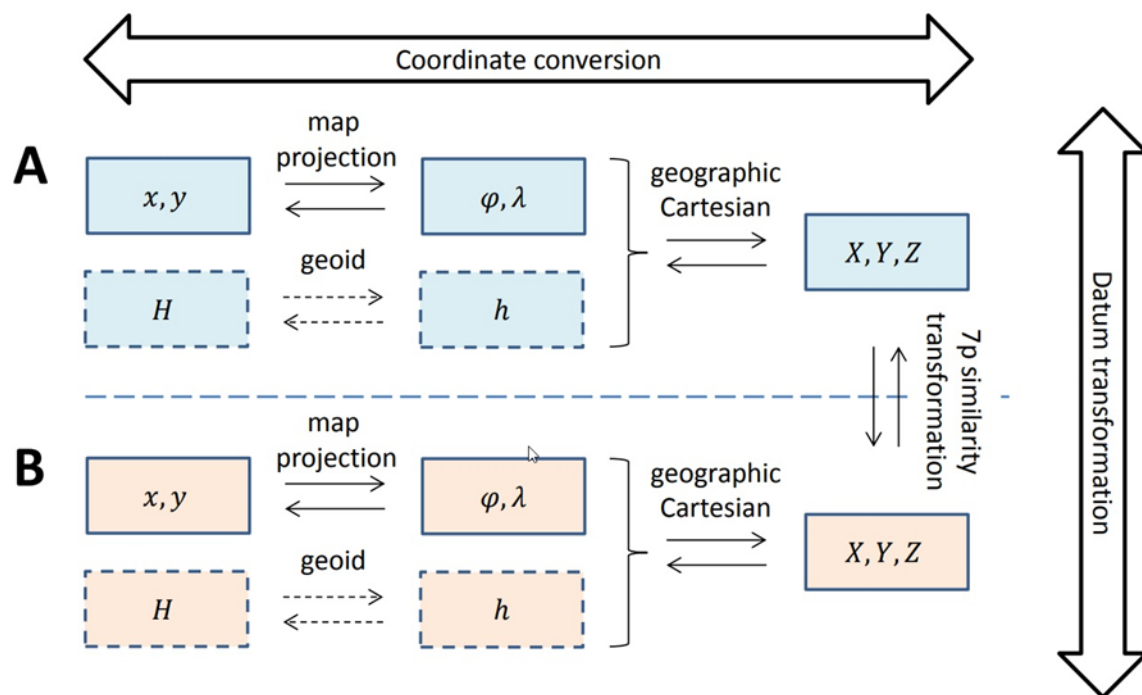 Coordinate conversion
A
map
projection
x, y
φ, λ
geographic
Cartesian
geoid
H
h
X, Y, Z
7p similarity
transformation
Datum transformation
B
map
projection
x, y
φ, λ
geographic
Cartesian
geoid
H
h
X, Y, Z